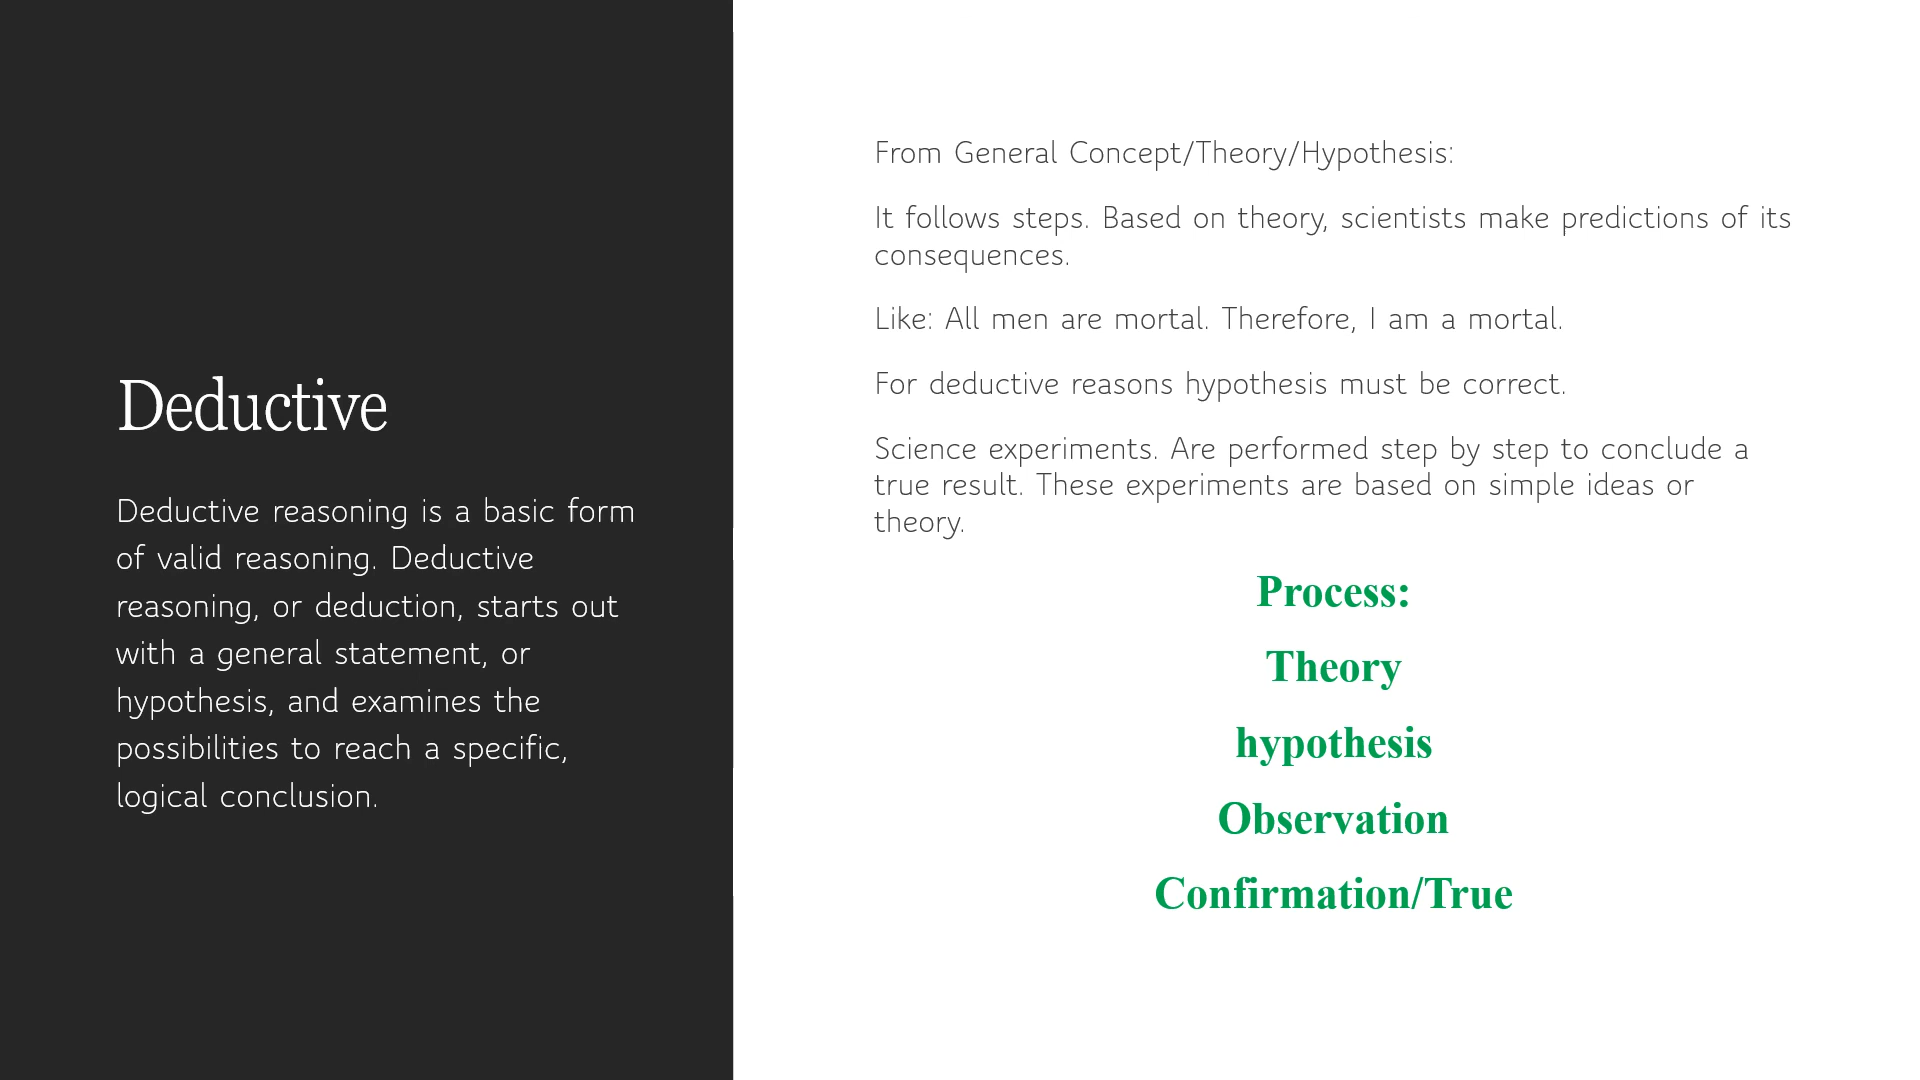 Deductive
Deductive reasoning is a basic form
of valid reasoning. Deductive
reasoning, or deduction, starts out
with a general statement, or
hypothesis, and examines the
possibilities to reach a specific,
logical conclusion.
From General Concept/Theory/Hypothesis:
It follows steps. Based on theory, scientists make predictions of its
consequences.
Like: All men are mortal. Therefore, I am a mortal.
For deductive reasons hypothesis must be correct.
Science experiments. Are performed step by step to conclude a
true result. These experiments are based on simple ideas or
theory.
Process:
Theory
hypothesis
Observation
Confirmation/True